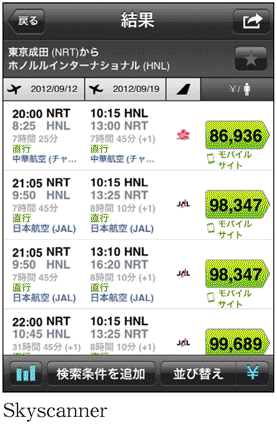 戻る
結果
東京成田 (NRT)から
ホノルルインターナショナル (HNL)
2012/09/12
2012/09/19
¥/
20:00 NRT 10:15 HNL
8:25 HNL 13:00 NRT
7時間 25分 7時間 45分 (+1)
直行 直行
中華航空 (チャ... 中華航空 (チャ...
86,936
モバイル
サイト
21:05 NRT 10:15 HNL
9:50 HNL 13:25 NRT
7時間 45分 8時間 10分 (+1)
直行 直行
日本航空 (JAL) 日本航空 (JAL)
JAL
98,347
モバイル
サイト
21:05 NRT 13:10 HNL
9:50 HNL 16:20 NRT
7時間 45分 8時間 10分 (+1)
直行 直行
日本航空 (JAL) 日本航空 (JAL)
JAL
98,347
モバイル
サイト
22:00 NRT 10:15 HNL
10:45 HNL 13:25 NRT
31時間 45分 (+1) 8時間 10分 (+1)
JAL
99,689
検索条件を追加
並び替え
¥
Skyscanner